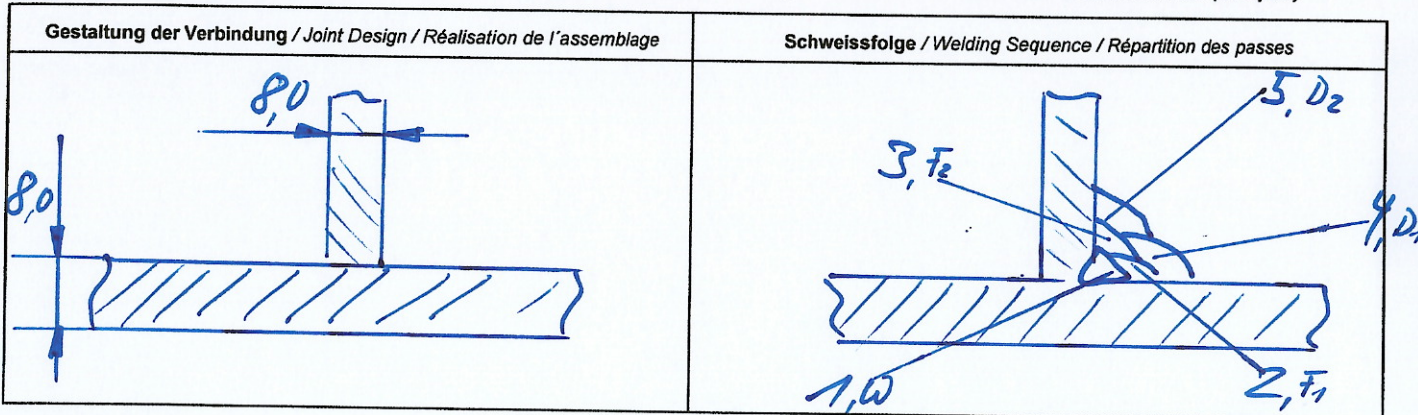 Gestaltung der Verbindung / Joint Design / Réalisation de l´assemblage
Schweissfolge / Welding Sequence / Répartition des passes
8,0
8,0
5, D2
3, F2
4, D1
1, W
2, F1